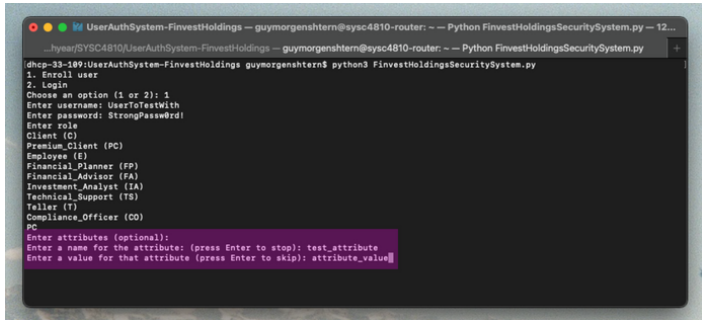 UserAuthSystem-FinvestHoldings — guymorgenshtern@sysc4810-router: ~ — Python FinvestHoldingsSecuritySystem.py — 12...
...hyear/SYSC4810/UserAuthSystem-FinvestHoldings — guymorgenshtern@sysc4810-router: ~ — Python FinvestHoldingsSecuritySystem.py +
[dhcp-33-109:UserAuthSystem-FinvestHoldings guymorgenshtern$ python3 FinvestHoldingsSecuritySystem.py ]
1. Enroll user
2. Login
Choose an option (1 or 2): 1
Enter username: UserToTestWith
Enter password: StrongPassw0rd!
Enter role
Client (C)
Premium_Client (PC)
Employee (E)
Financial_Planner (FP)
Financial_Advisor (FA)
Investment_Analyst (IA)
Technical_Support (TS)
Teller (T)
Compliance_Officer (CO)
PC
Enter attributes (optional):
Enter a name for the attribute: (press Enter to stop): test_attribute
Enter a value for that attribute (press Enter to skip): attribute_value